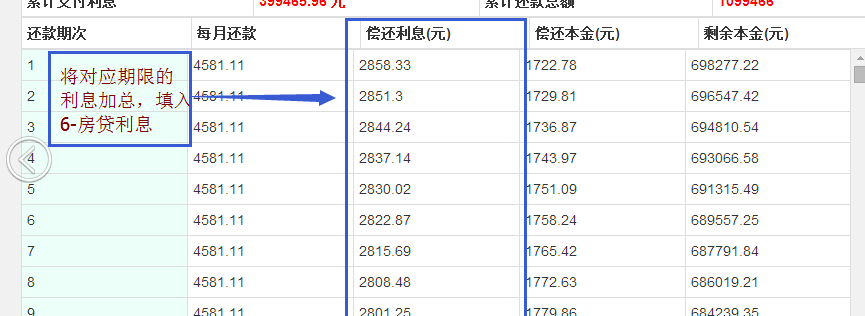 累计支付利息 399465.96 元 累计还款总额 1099466
还款期次 每月还款 偿还利息(元) 偿还本金(元) 剩余本金(元)
将对应期限的
利息加总，填入
6-房贷利息
1 4581.11 2858.33 1722.78 698277.22
2 4581.11 2851.3 1729.81 696547.42
3 4581.11 2844.24 1736.87 694810.54
4 4581.11 2837.14 1743.97 693066.58
5 4581.11 2830.02 1751.09 691315.49
6 4581.11 2822.87 1758.24 689557.25
7 4581.11 2815.69 1765.42 687791.84
8 4581.11 2808.48 1772.63 686019.21
9 4581.11 2801.25 1779.86 684239.35